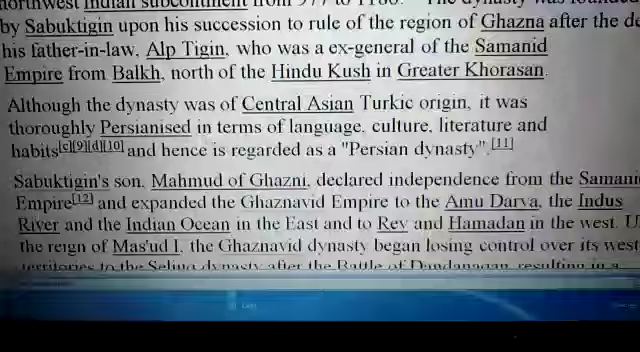 northwest Indian subcontinent from 977 to 1186. The dynasty was founded
by Sabuktigin upon his succession to rule of the region of Ghazna after the de
his father-in-law, Alp Tigin, who was a ex-general of the Samanid
Empire from Balkh, north of the Hindu Kush in Greater Khorasan.
Although the dynasty was of Central Asian Turkic origin, it was
thoroughly Persianised in terms of language, culture, literature and
habits[c][9][d][10] and hence is regarded as a "Persian dynasty".[11]
Sabuktigin's son, Mahmud of Ghazni, declared independence from the Samani
Empire[12] and expanded the Ghaznavid Empire to the Amu Darya, the Indus
River and the Indian Ocean in the East and to Rey and Hamadan in the west. U
the reign of Mas'ud I, the Ghaznavid dynasty began losing control over its west
territories to the Seljuq dynasty after the Battle of Dandanaqan, resulting in a